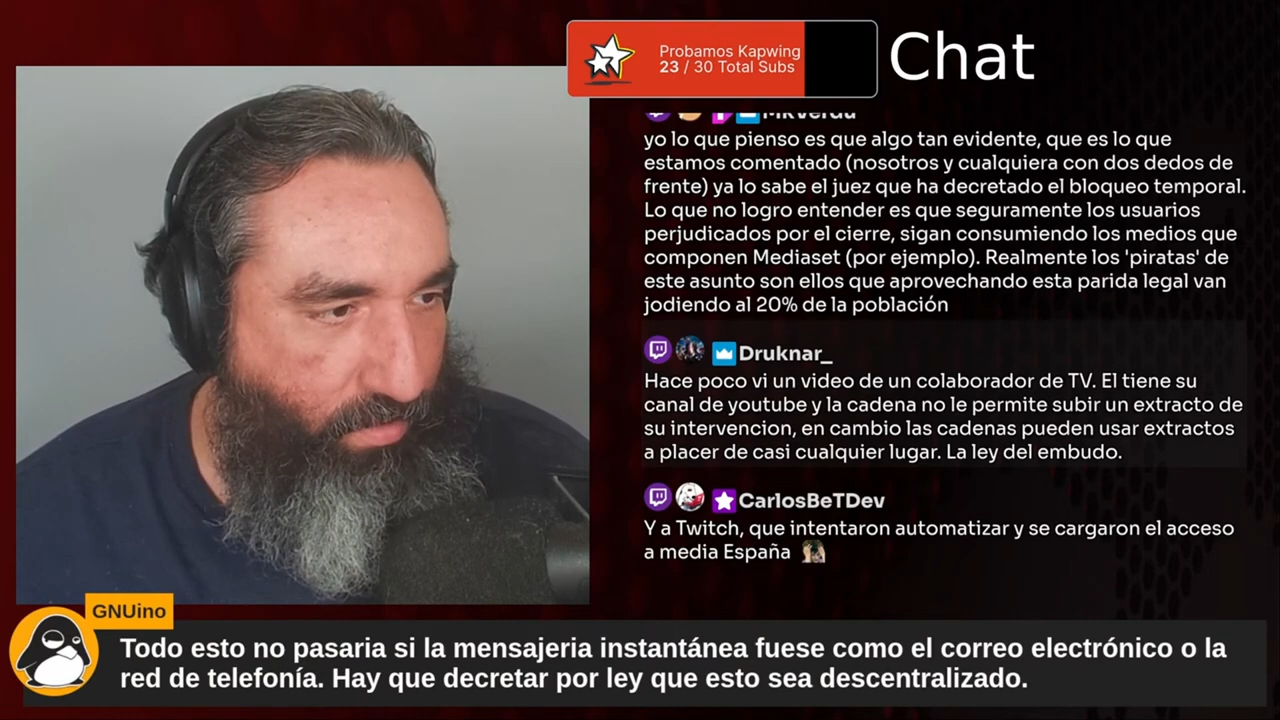 Probamos Kapwing
23 / 30 Total Subs
Chat
MkVerdu
yo lo que pienso es que algo tan evidente, que es lo que
estamos comentado (nosotros y cualquiera con dos dedos de
frente) ya lo sabe el juez que ha decretado el bloqueo temporal.
Lo que no logro entender es que seguramente los usuarios
perjudicados por el cierre, sigan consumiendo los medios que
componen Mediaset (por ejemplo). Realmente los 'piratas' de
este asunto son ellos que aprovechando esta parida legal van
jodiendo al 20% de la población
Druknar_
Hace poco vi un video de un colaborador de TV. El tiene su
canal de youtube y la cadena no le permite subir un extracto de
su intervencion, en cambio las cadenas pueden usar extractos
a placer de casi cualquier lugar. La ley del embudo.
CarlosBeTDev
Y a Twitch, que intentaron automatizar y se cargaron el acceso
a media España
GNUino
Todo esto no pasaria si la mensajeria instantánea fuese como el correo electrónico o la
red de telefonía. Hay que decretar por ley que esto sea descentralizado.